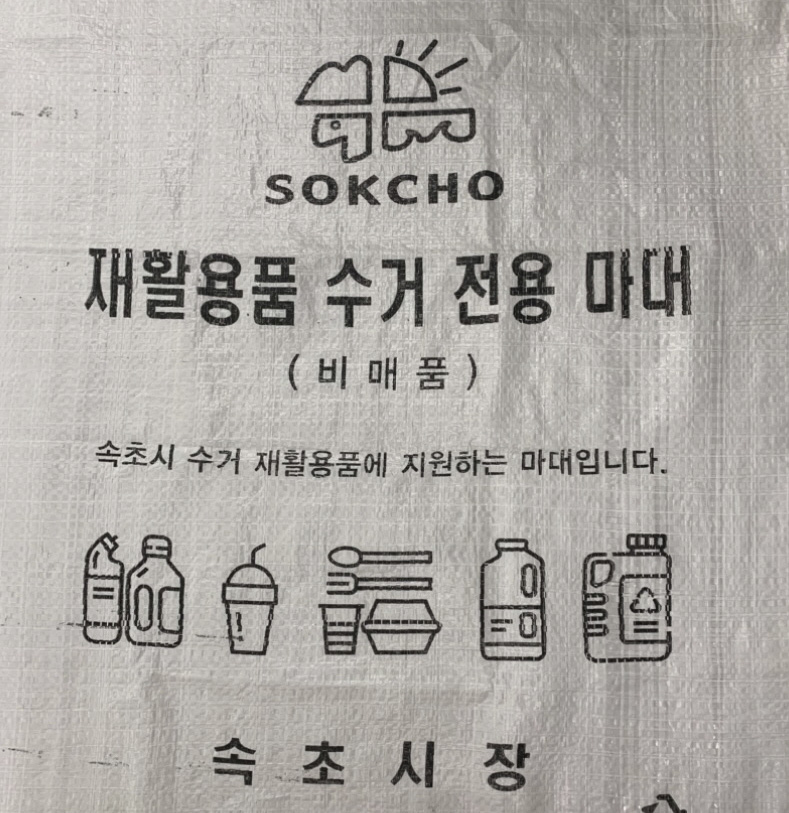 SOKCHO
재활용품 수거 전용 마대
( 비 매 품 )
속초시 수거 재활용품에 지원하는 마대입니다.
속 초 시 장